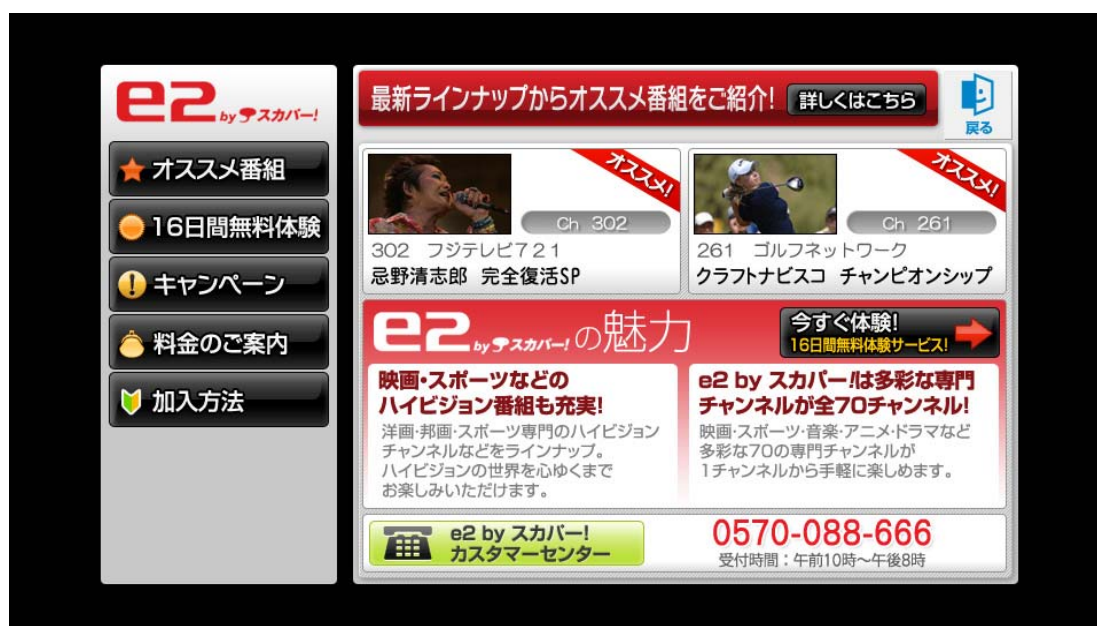 e2 by スカパー!
オススメ番組
16日間無料体験
キャンペーン
料金のご案内
加入方法
最新ラインナップからオススメ番組をご紹介! 詳しくはこちら
戻る
オススメ!
Ch 302
302 フジテレビ721
忌野清志郎 完全復活SP
オススメ!
Ch 261
261 ゴルフネットワーク
クラフトナビスコ チャンピオンシップ
e2 by スカパー!の魅力
今すぐ体験!
16日間無料体験サービス!
映画・スポーツなどの
ハイビジョン番組も充実!
洋画・邦画・スポーツ専門のハイビジョン
チャンネルなどをラインナップ。
ハイビジョンの世界を心ゆくまで
お楽しみいただけます。
e2 by スカパー!は多彩な専門
チャンネルが全70チャンネル!
映画・スポーツ・音楽・アニメ・ドラマなど
多彩な70の専門チャンネルが
1チャンネルから手軽に楽しめます。
e2 by スカパー!
カスタマーセンター
0570-088-666
受付時間:午前10時~午後8時